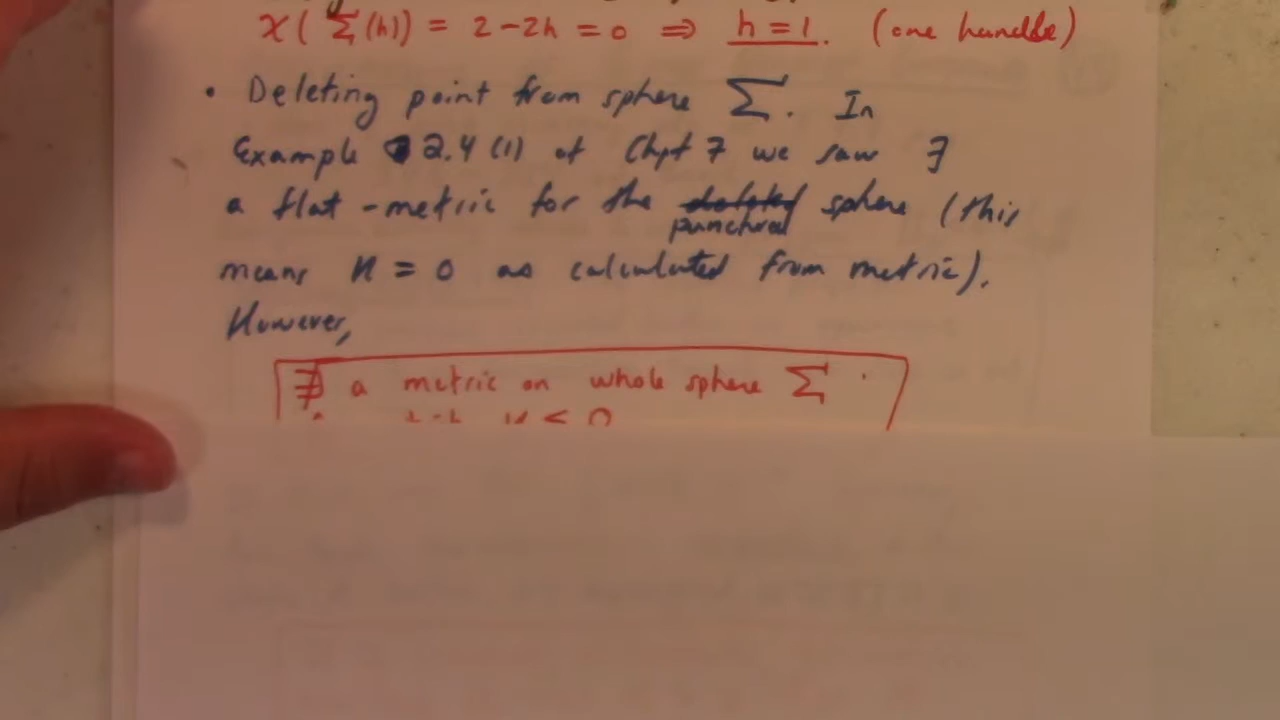 χ( Σ(h)) = 2-2h = 0 ⇒ h = 1. (one handle)
• Deleting point from sphere Σ. In
Example 2.4 (1) of Chpt 7 we saw ∃
a flat-metric for the deleted sphere (this
punctured
means K = 0 as calculated from metric).
However,
∄ a metric on whole sphere Σ